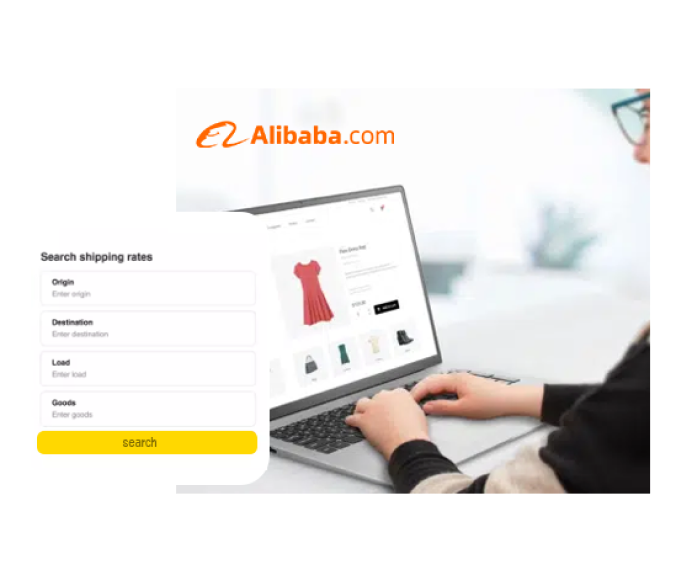 Alibaba.com
Search shipping rates
Origin
Enter origin
Destination
Enter destination
Load
Enter load
Goods
Enter goods
search